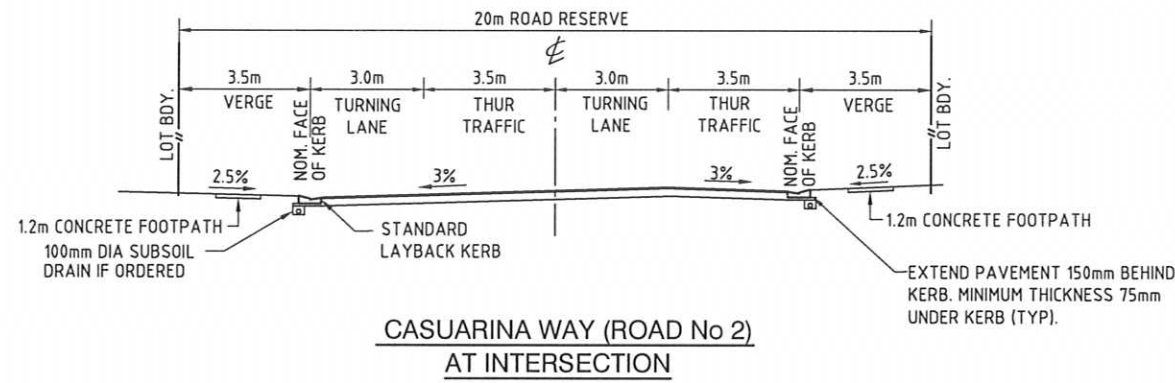 20m ROAD RESERVE
℄
3.5m 3.0m 3.5m 3.0m 3.5m 3.5m
VERGE TURNING THUR TURNING THUR VERGE
LANE TRAFFIC LANE TRAFFIC
LOT BDY.
NOM. FACE
OF KERB
NOM. FACE
OF KERB
LOT BDY.
2.5% 3% 3% 2.5%
1.2m CONCRETE FOOTPATH
100mm DIA SUBSOIL
DRAIN IF ORDERED
STANDARD
LAYBACK KERB
1.2m CONCRETE FOOTPATH
EXTEND PAVEMENT 150mm BEHIND
KERB. MINIMUM THICKNESS 75mm
UNDER KERB (TYP).
CASUARINA WAY (ROAD No 2)
AT INTERSECTION